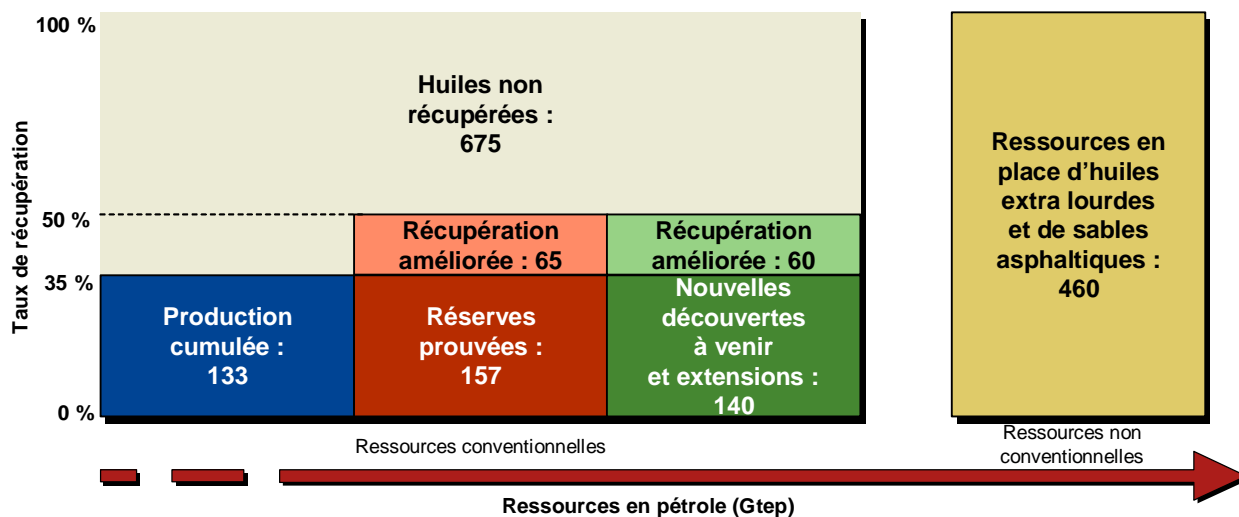 100 %
Taux de récupération
Huiles non
récupérées :
675
50 %
Récupération
améliorée : 65
Récupération
améliorée : 60
35 %
Production
cumulée :
133
Réserves
prouvées :
157
Nouvelles
découvertes
à venir
et extensions :
140
0 %
Ressources en
place d'huiles
extra lourdes
et de sables
asphaltiques :
460
Ressources conventionnelles
Ressources non
conventionnelles
Ressources en pétrole (Gtep)